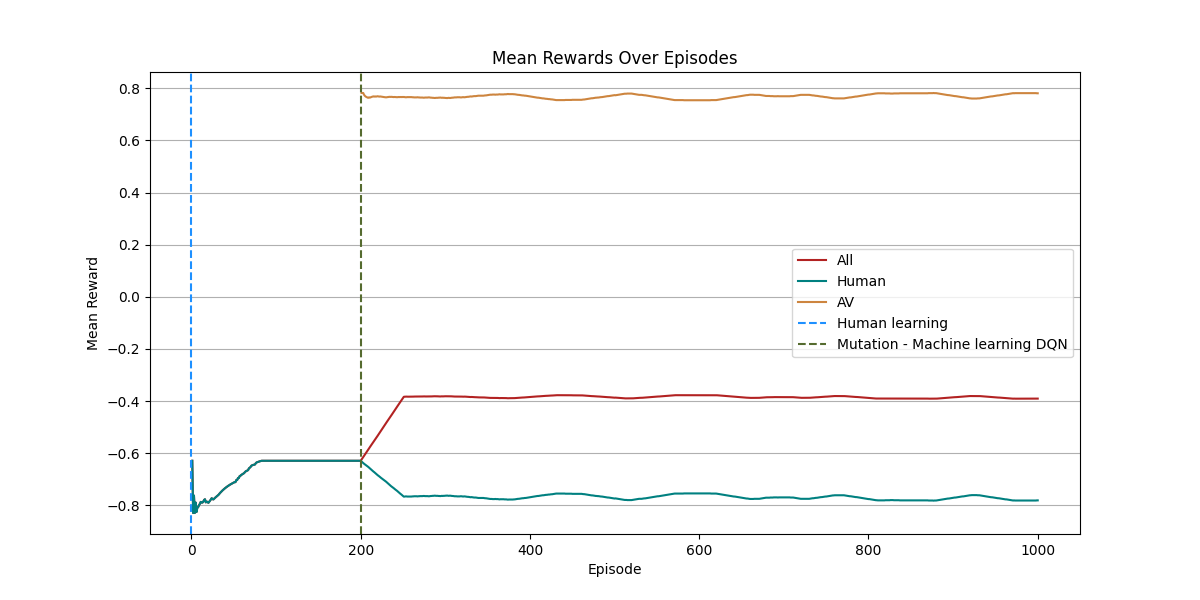 Mean Rewards Over Episodes
Mean Reward
0.8
0.6
0.4
0.2
0.0
−0.2
−0.4
−0.6
−0.8
All
Human
AV
Human learning
Mutation - Machine learning DQN
0
200
400
600
800
1000
Episode